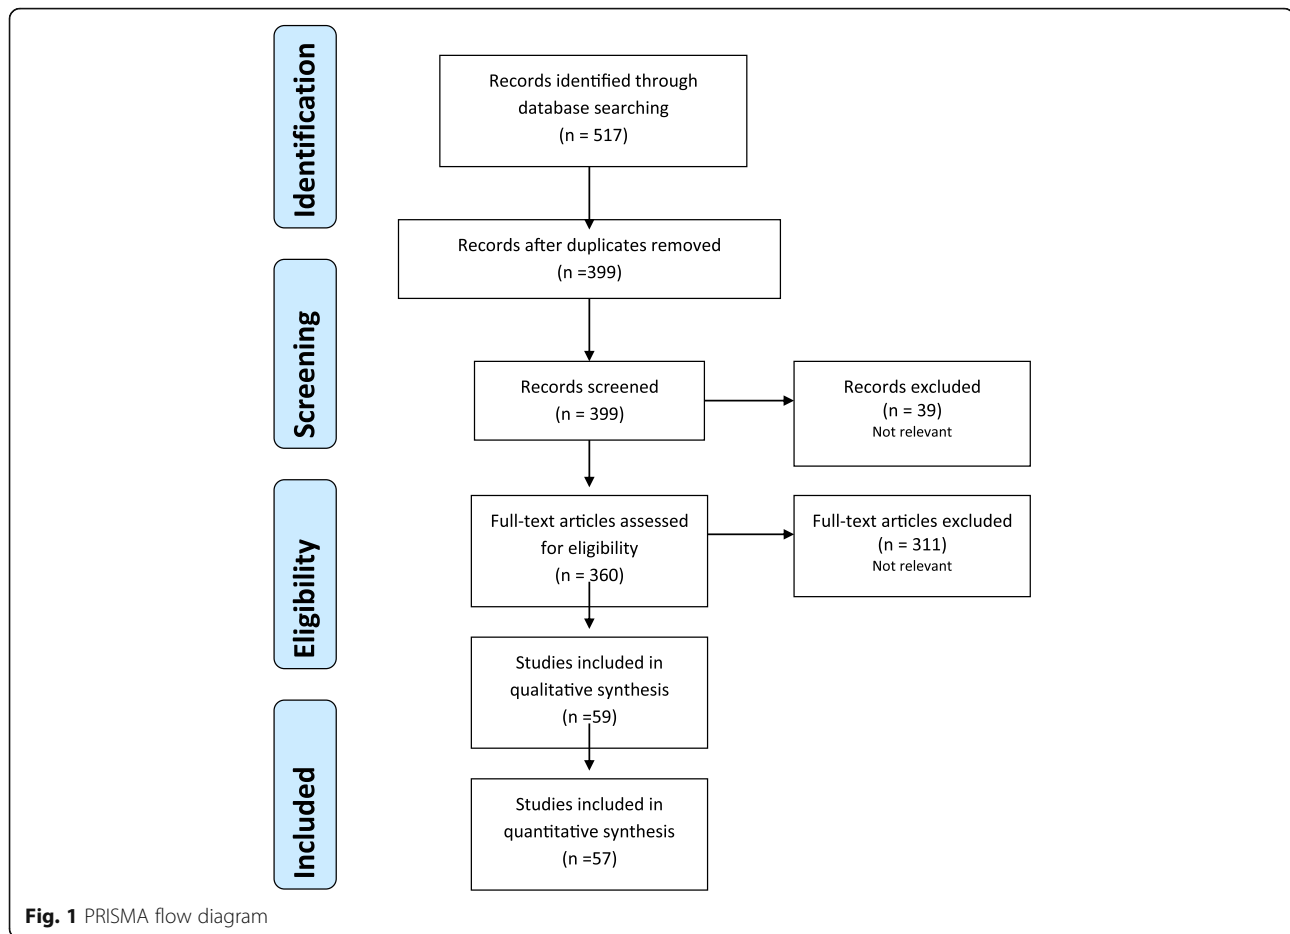 Identification
Records identified through
database searching
(n = 517)
Records after duplicates removed
(n =399)
Screening
Records screened
(n = 399)
Records excluded
(n = 39)
Not relevant
Eligibility
Full-text articles assessed
for eligibility
(n = 360)
Full-text articles excluded
(n = 311)
Not relevant
Studies included in
qualitative synthesis
(n =59)
Included
Studies included in
quantitative synthesis
(n =57)
Fig. 1 PRISMA flow diagram